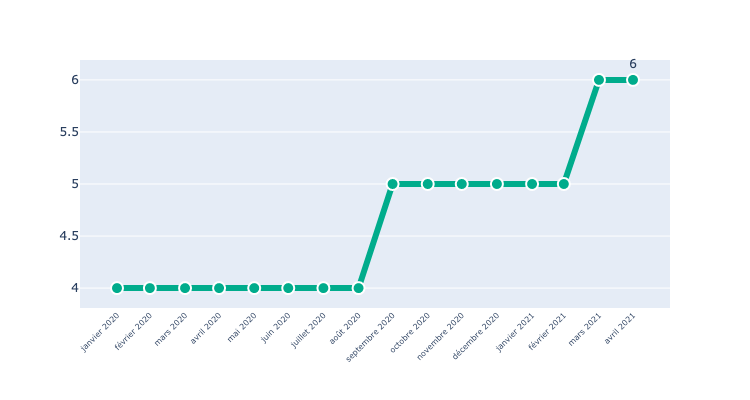 6
6
5.5
5
4.5
4
janvier 2020
février 2020
mars 2020
avril 2020
mai 2020
juin 2020
juillet 2020
août 2020
septembre 2020
octobre 2020
novembre 2020
décembre 2020
janvier 2021
février 2021
mars 2021
avril 2021